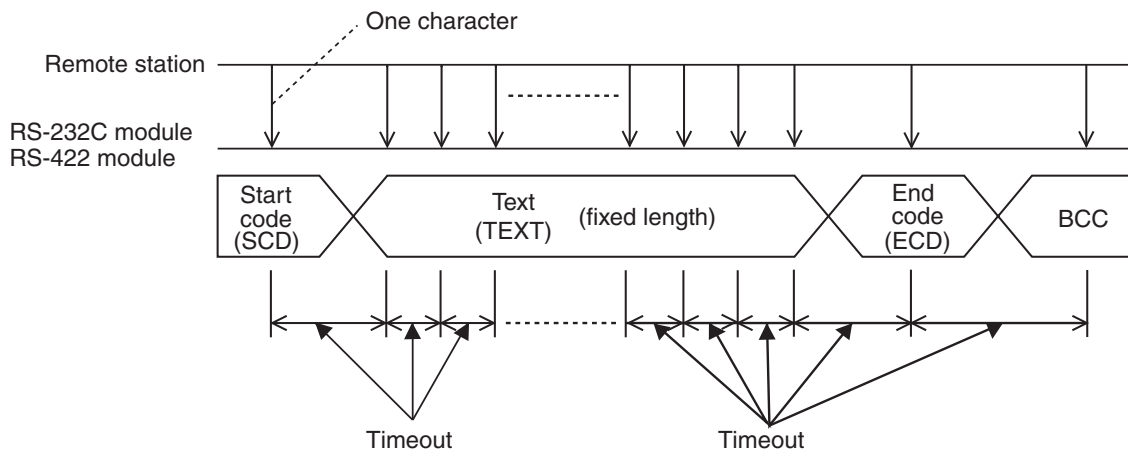 One character
Remote station
RS-232C module
RS-422 module
Start
code
(SCD)
Text
(TEXT) (fixed length)
End
code
(ECD)
BCC
Timeout Timeout